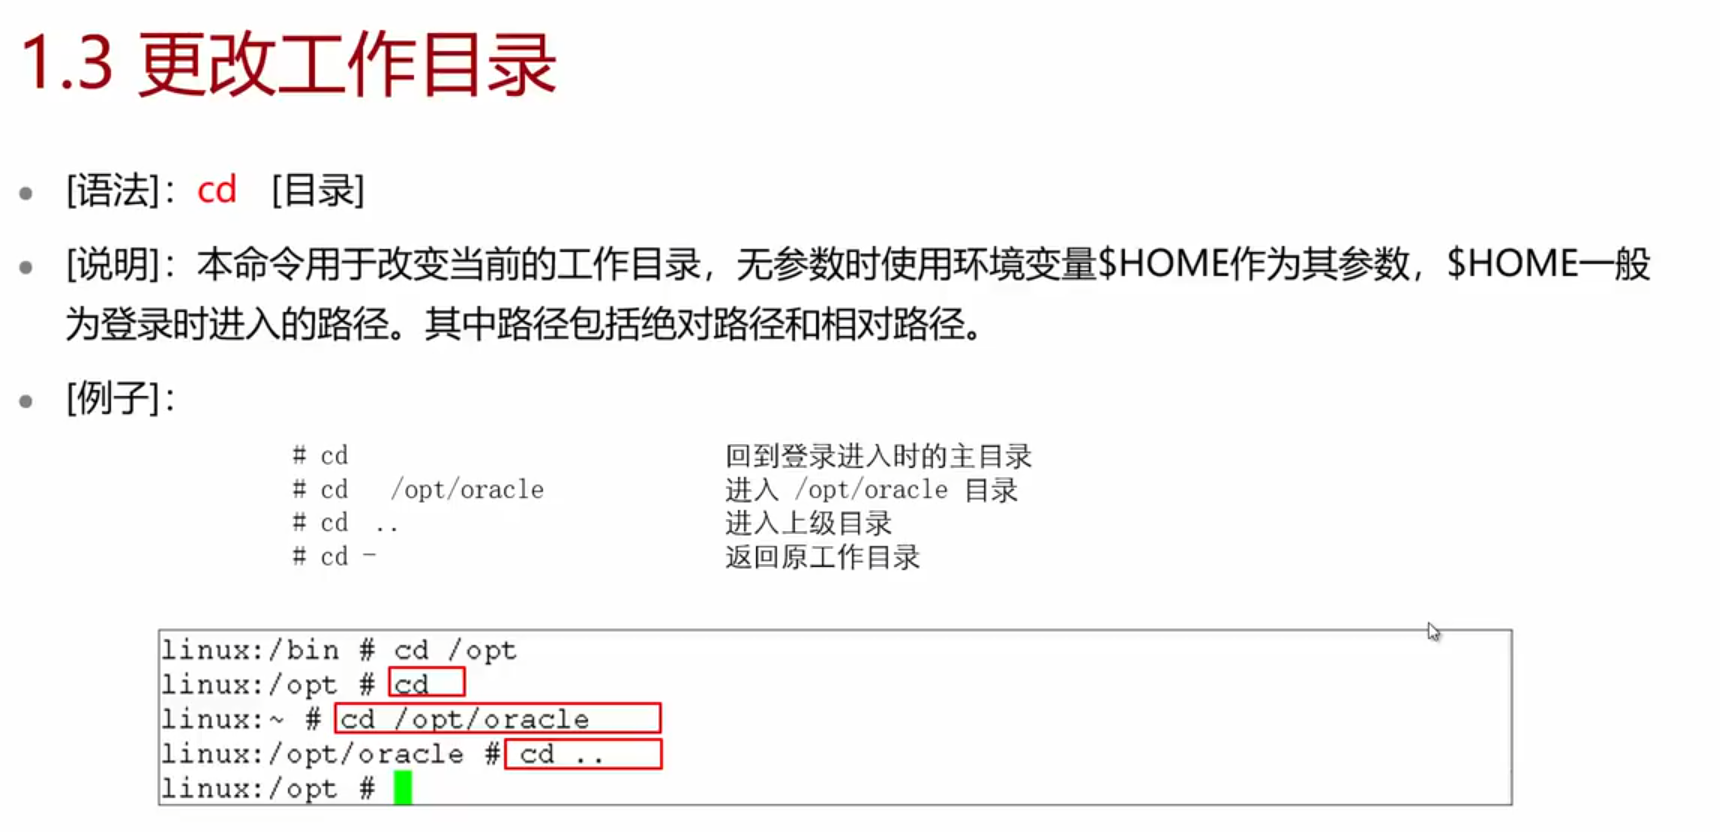 1.3 更改工作目录
[语法]：cd [目录]
[说明]：本命令用于改变当前的工作目录，无参数时使用环境变量$HOME作为其参数，$HOME一般
为登录时进入的路径。其中路径包括绝对路径和相对路径。
[例子]：
# cd 回到登录进入时的主目录
# cd /opt/oracle 进入 /opt/oracle 目录
# cd .. 进入上级目录
# cd - 返回原工作目录
linux:/bin # cd /opt
linux:/opt # cd
linux:~ # cd /opt/oracle
linux:/opt/oracle # cd ..
linux:/opt #